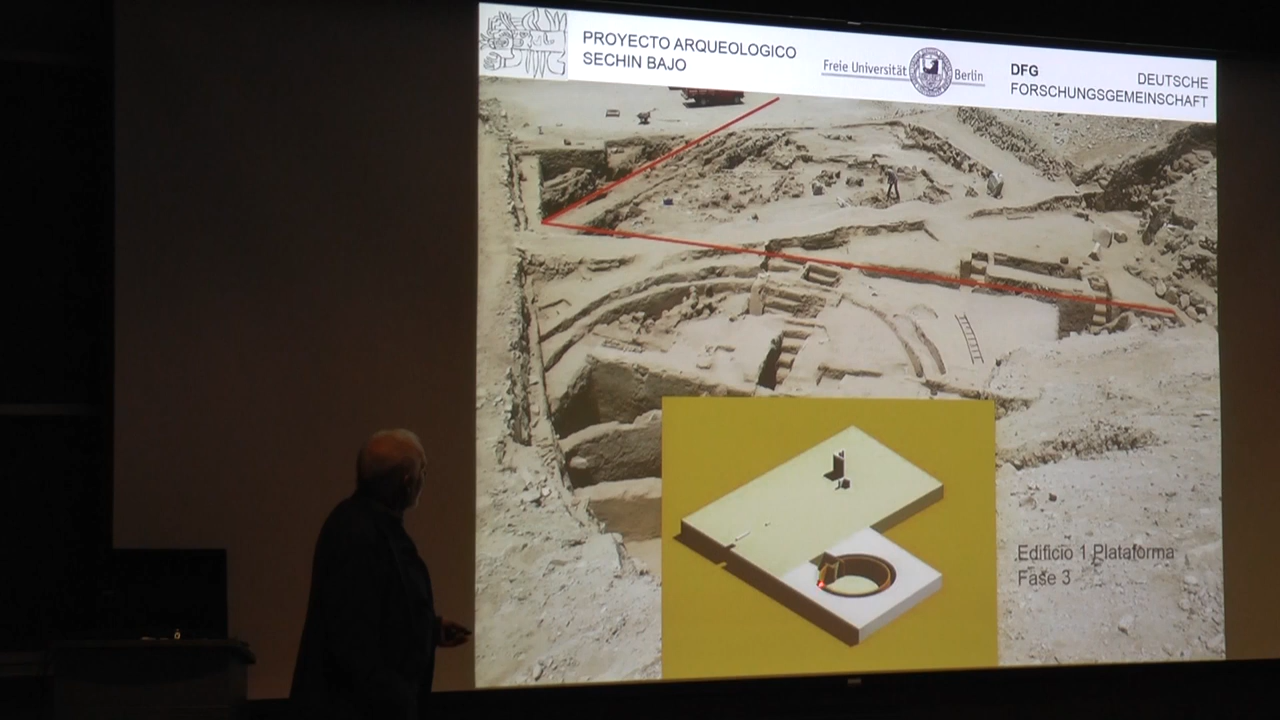 PROYECTO ARQUEOLOGICO
SECHIN BAJO
Freie Universität Berlin
DFG DEUTSCHE
FORSCHUNGSGEMEINSCHAFT
Edificio 1 Plataforma
Fase 3